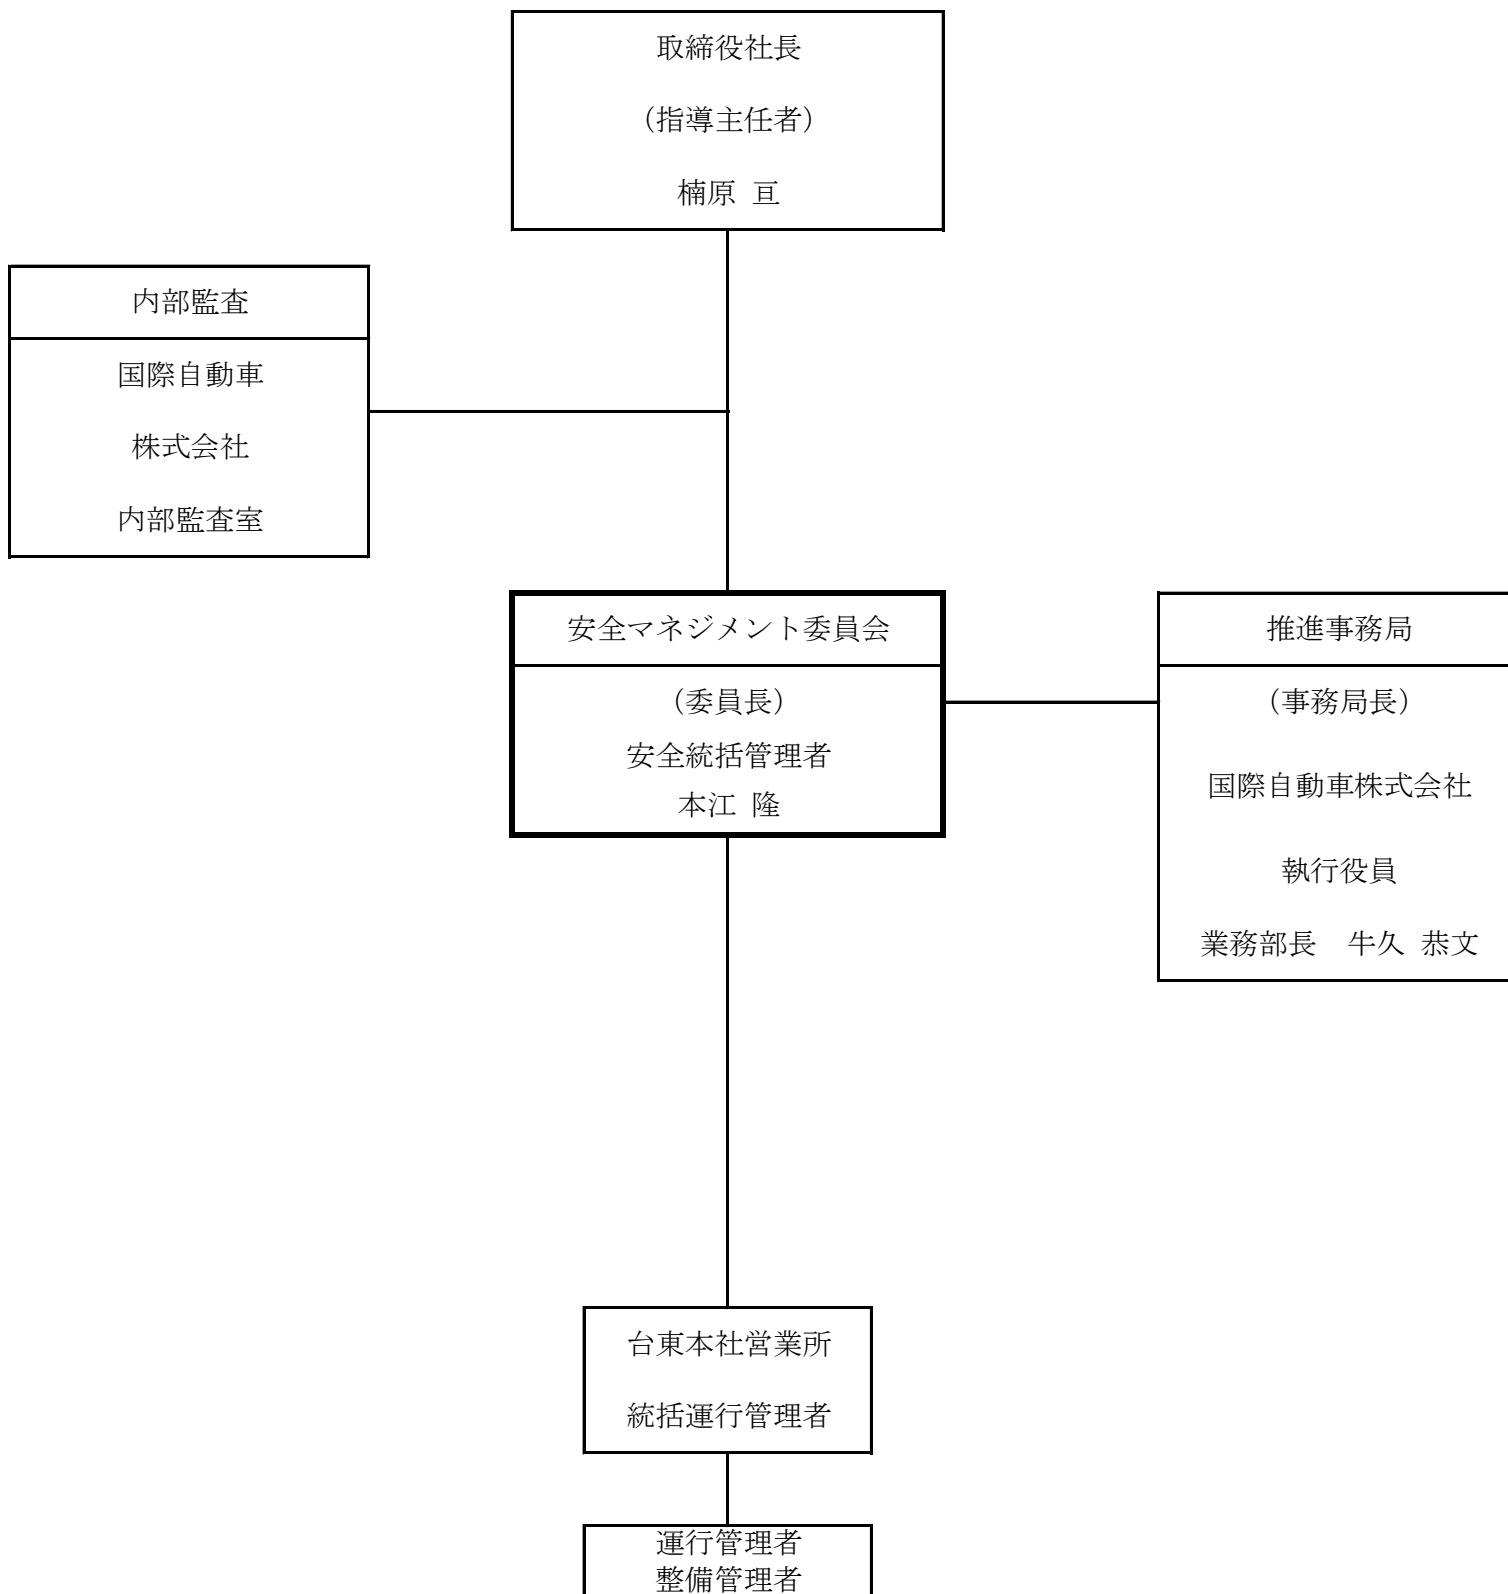 取締役社長
（指導主任者）
楠原 亘
内部監査
国際自動車
株式会社
内部監査室
安全マネジメント委員会
（委員長）
安全統括管理者
本江 隆
推進事務局
（事務局長）
国際自動車株式会社
執行役員
業務部長　牛久 恭文
台東本社営業所
統括運行管理者
運行管理者
整備管理者